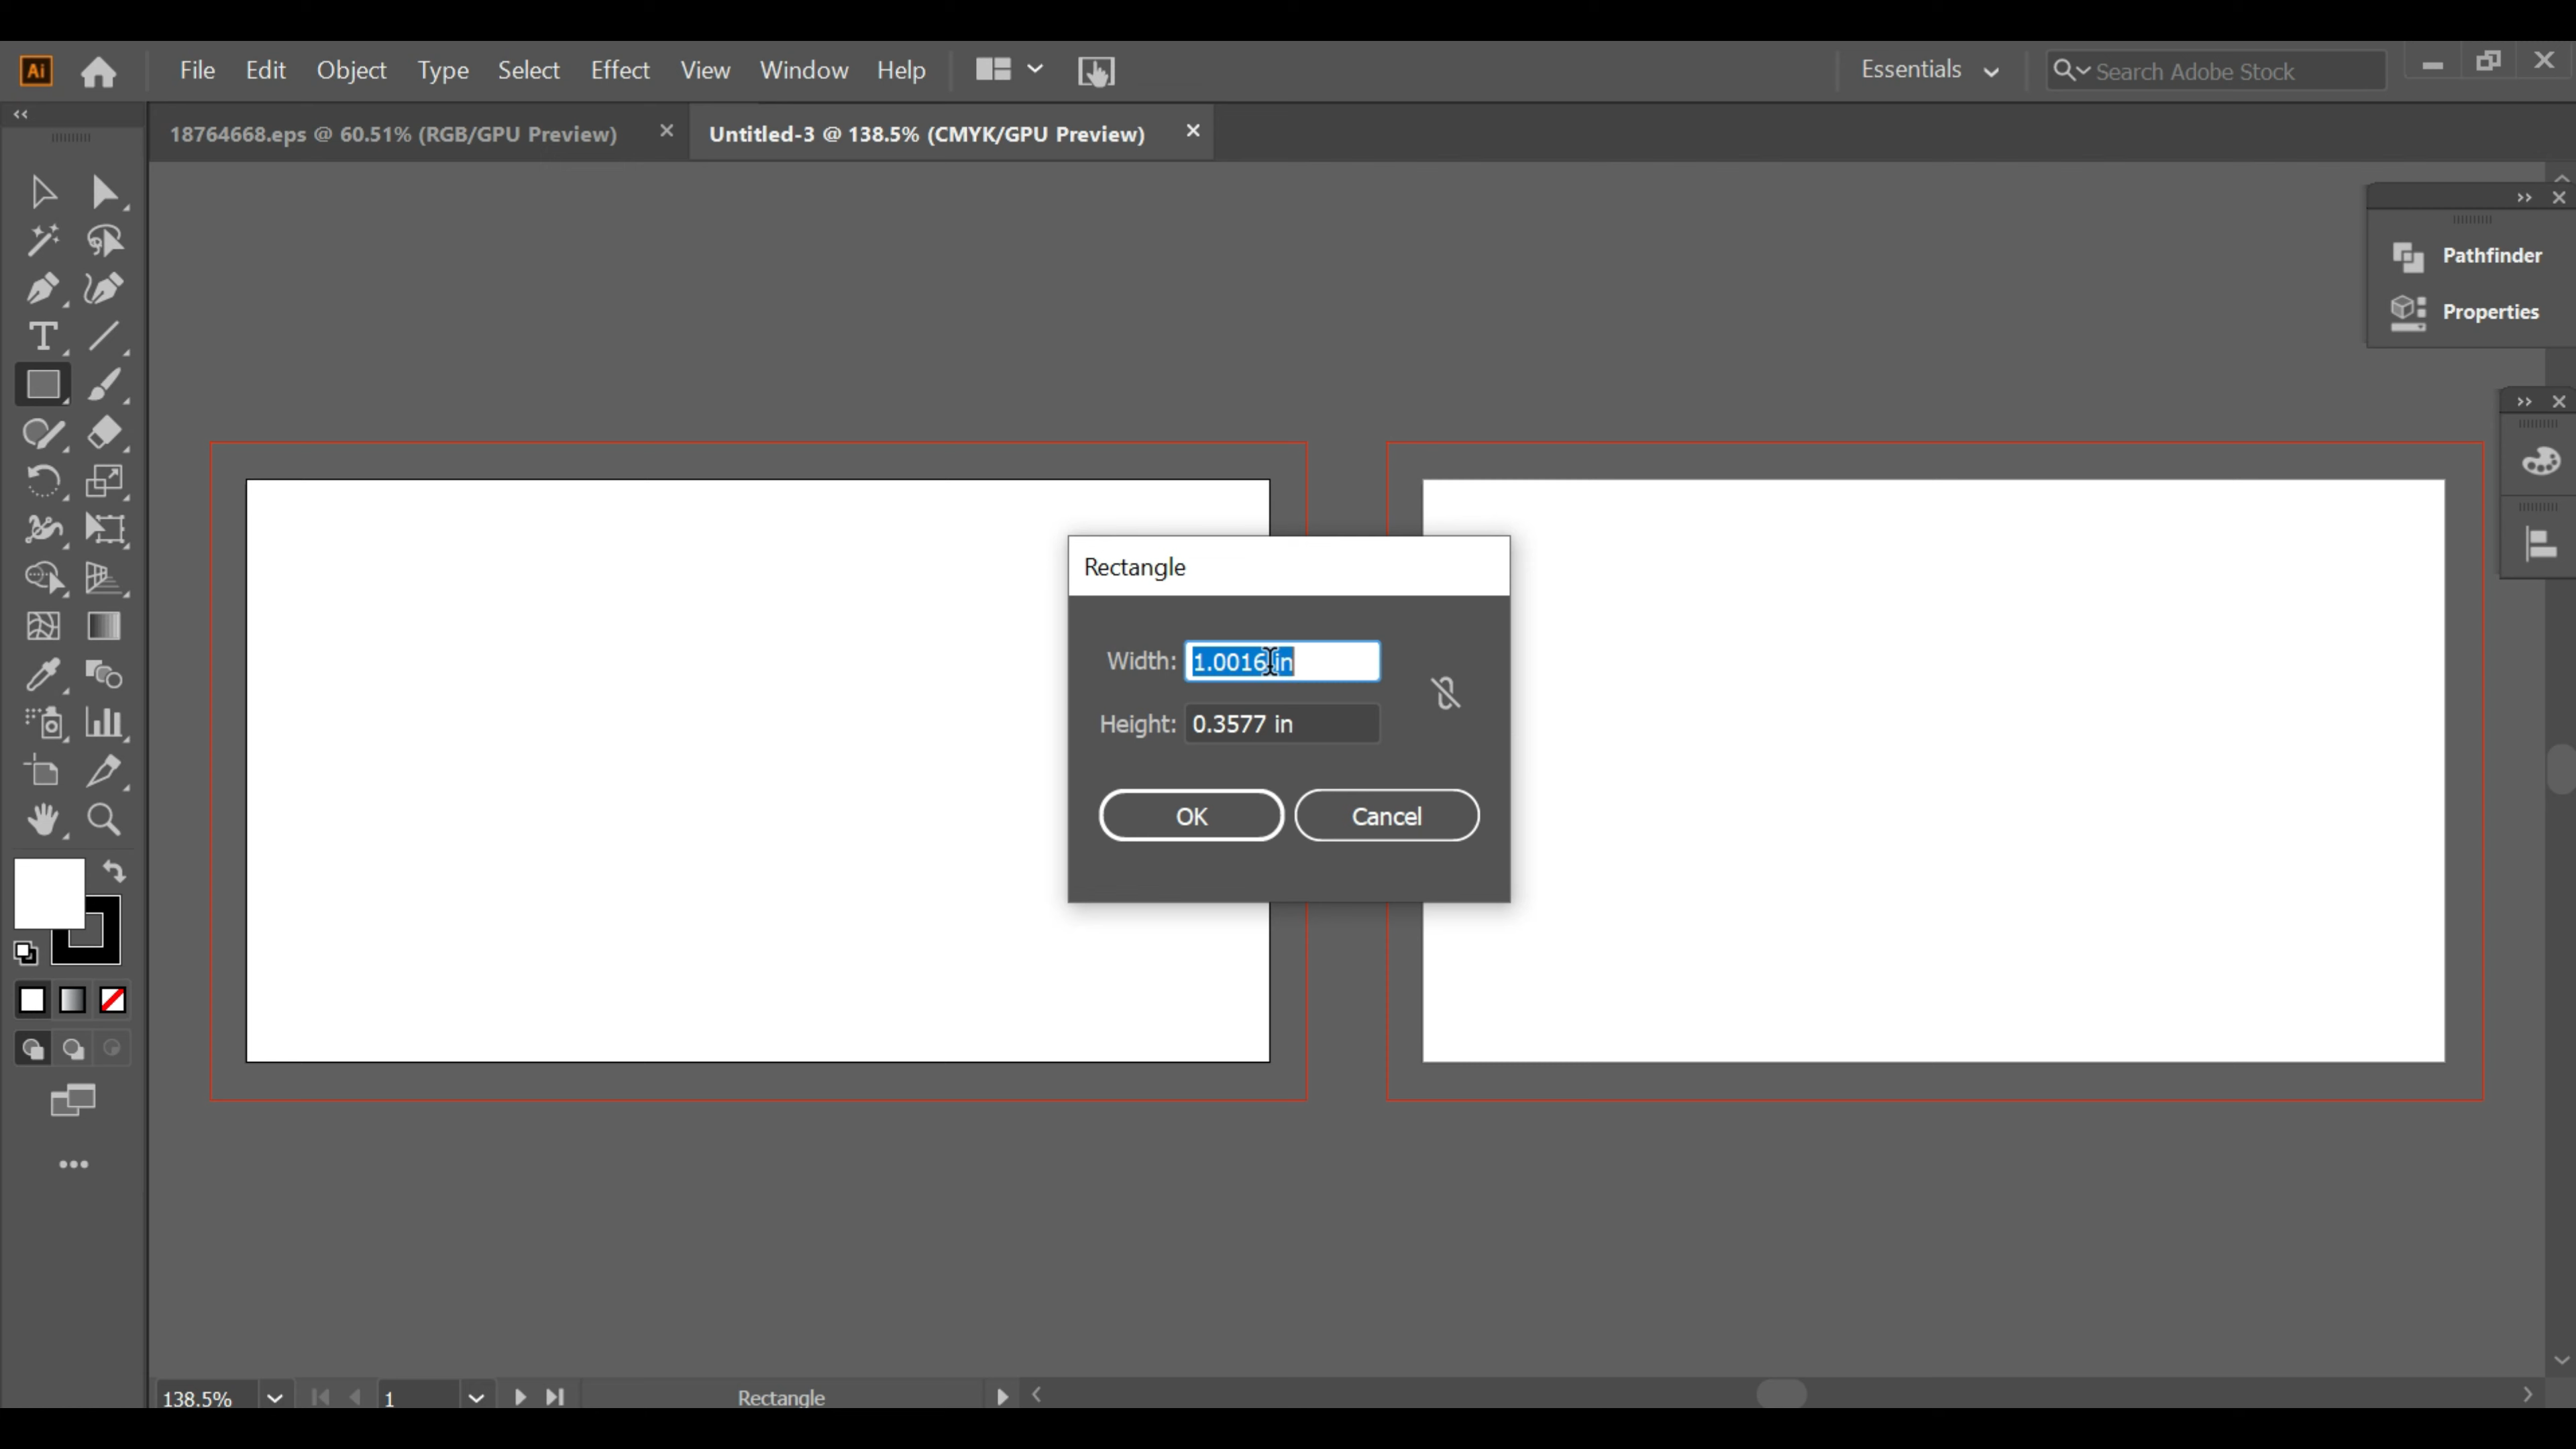 Ai File Edit Object Type Select Effect View Window Help Essentials Search Adobe Stock
18764668.eps @ 60.51% (RGB/GPU Preview) Untitled-3 @ 138.5% (CMYK/GPU Preview)
Pathfinder
Properties
Rectangle
Width: 1.0016 in
Height: 0.3577 in
OK Cancel
138.5% 1 Rectangle